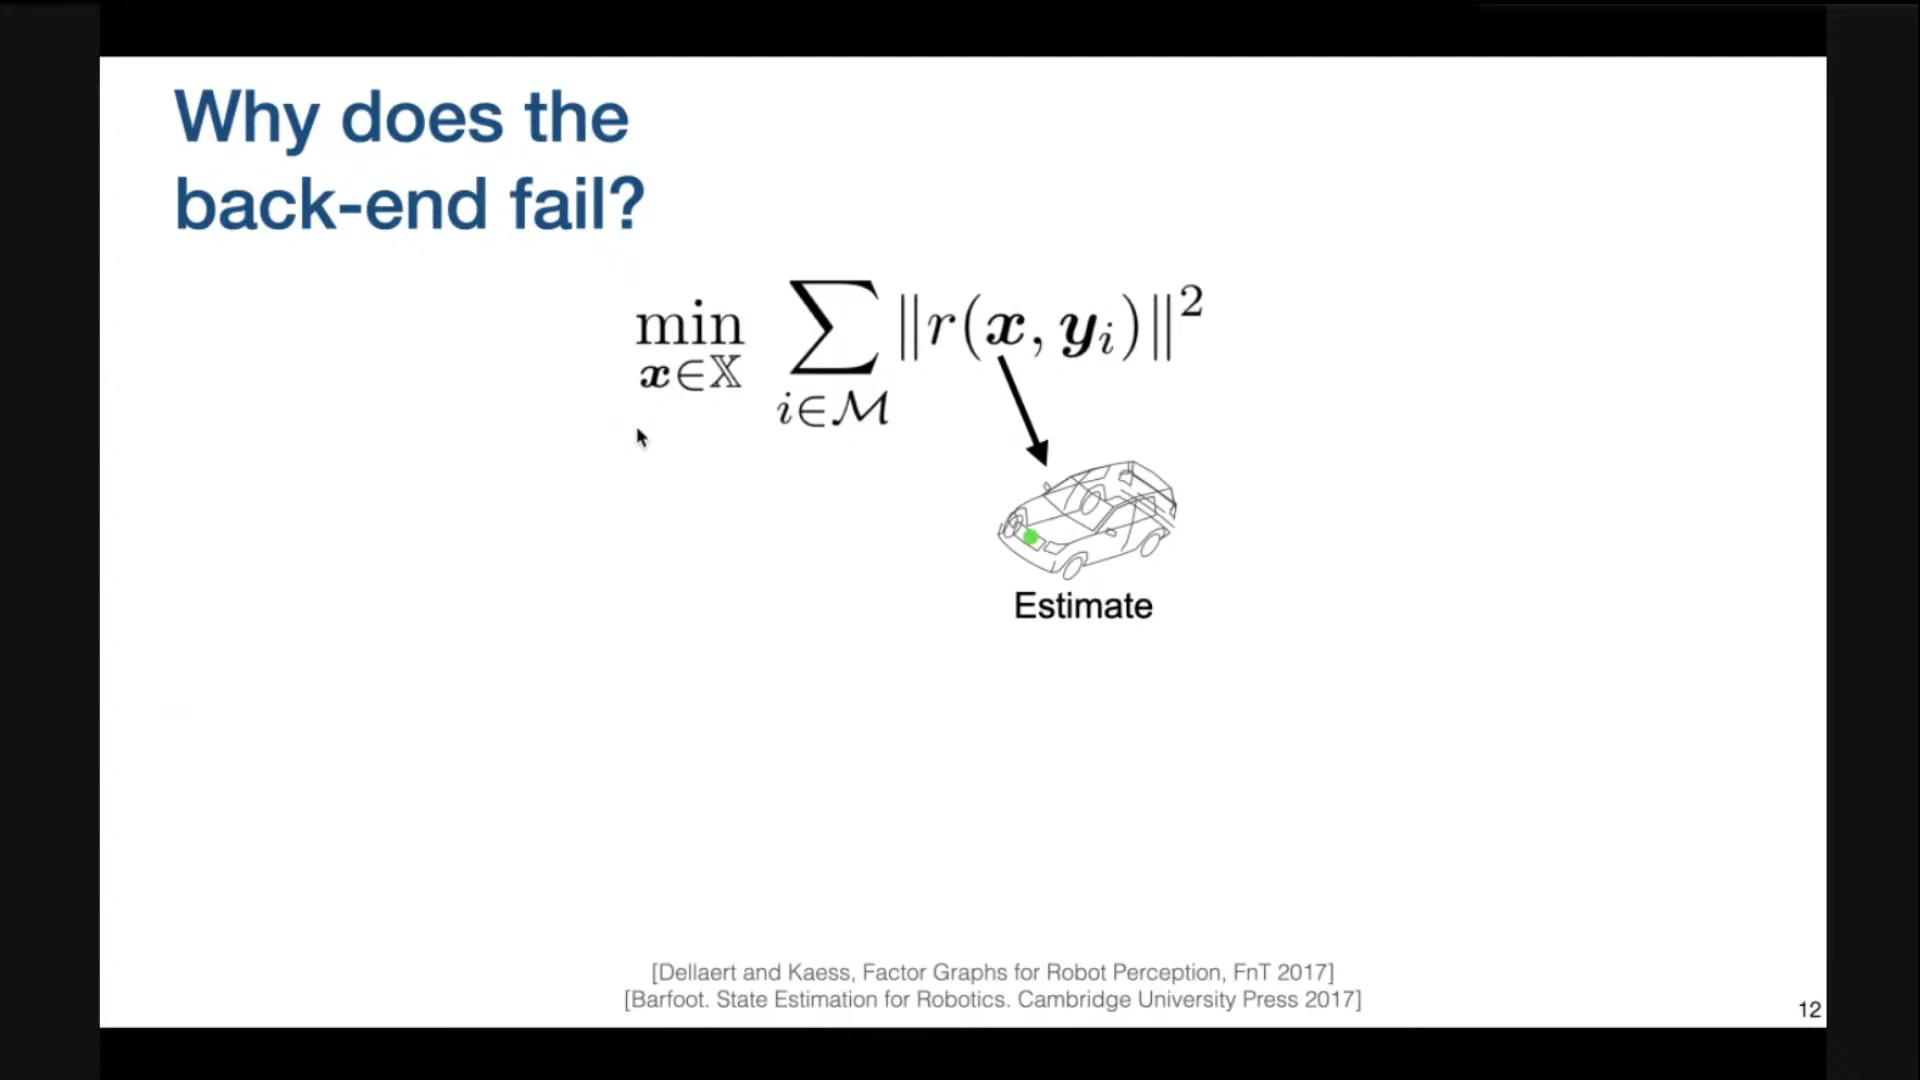 Why does the
back-end fail?
min x∈𝕏 ∑ i∈ℳ ‖r(x, yᵢ)‖²
Estimate
[Dellaert and Kaess, Factor Graphs for Robot Perception, FnT 2017]
[Barfoot. State Estimation for Robotics. Cambridge University Press 2017]
12